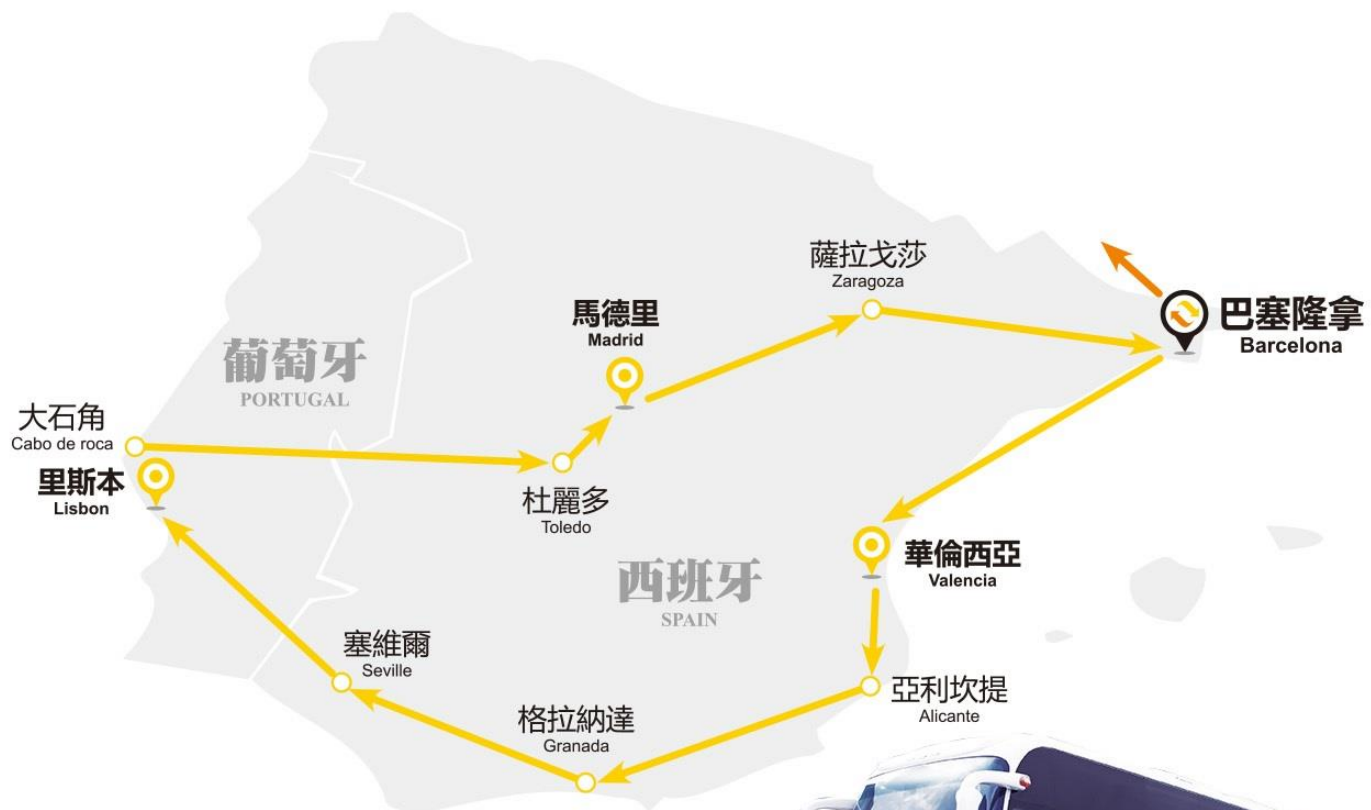 薩拉戈莎
Zaragoza
馬德里
Madrid
巴塞隆拿
Barcelona
葡萄牙
PORTUGAL
大石角
Cabo de roca
里斯本
Lisbon
杜麗多
Toledo
華倫西亞
Valencia
西班牙
SPAIN
塞維爾
Seville
亞利坎提
Alicante
格拉納達
Granada